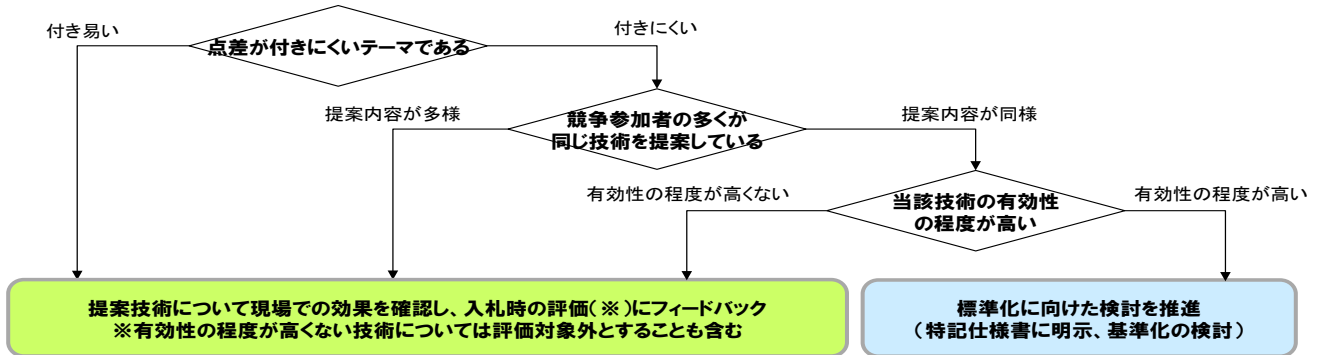 付き易い
点差が付きにくいテーマである
付きにくい
提案内容が多様
競争参加者の多くが
同じ技術を提案している
提案内容が同様
有効性の程度が高くない
当該技術の有効性
の程度が高い
有効性の程度が高い
提案技術について現場での効果を確認し、入札時の評価(※)にフィードバック
※有効性の程度が高くない技術については評価対象外とすることも含む
標準化に向けた検討を推進
(特記仕様書に明示、基準化の検討)